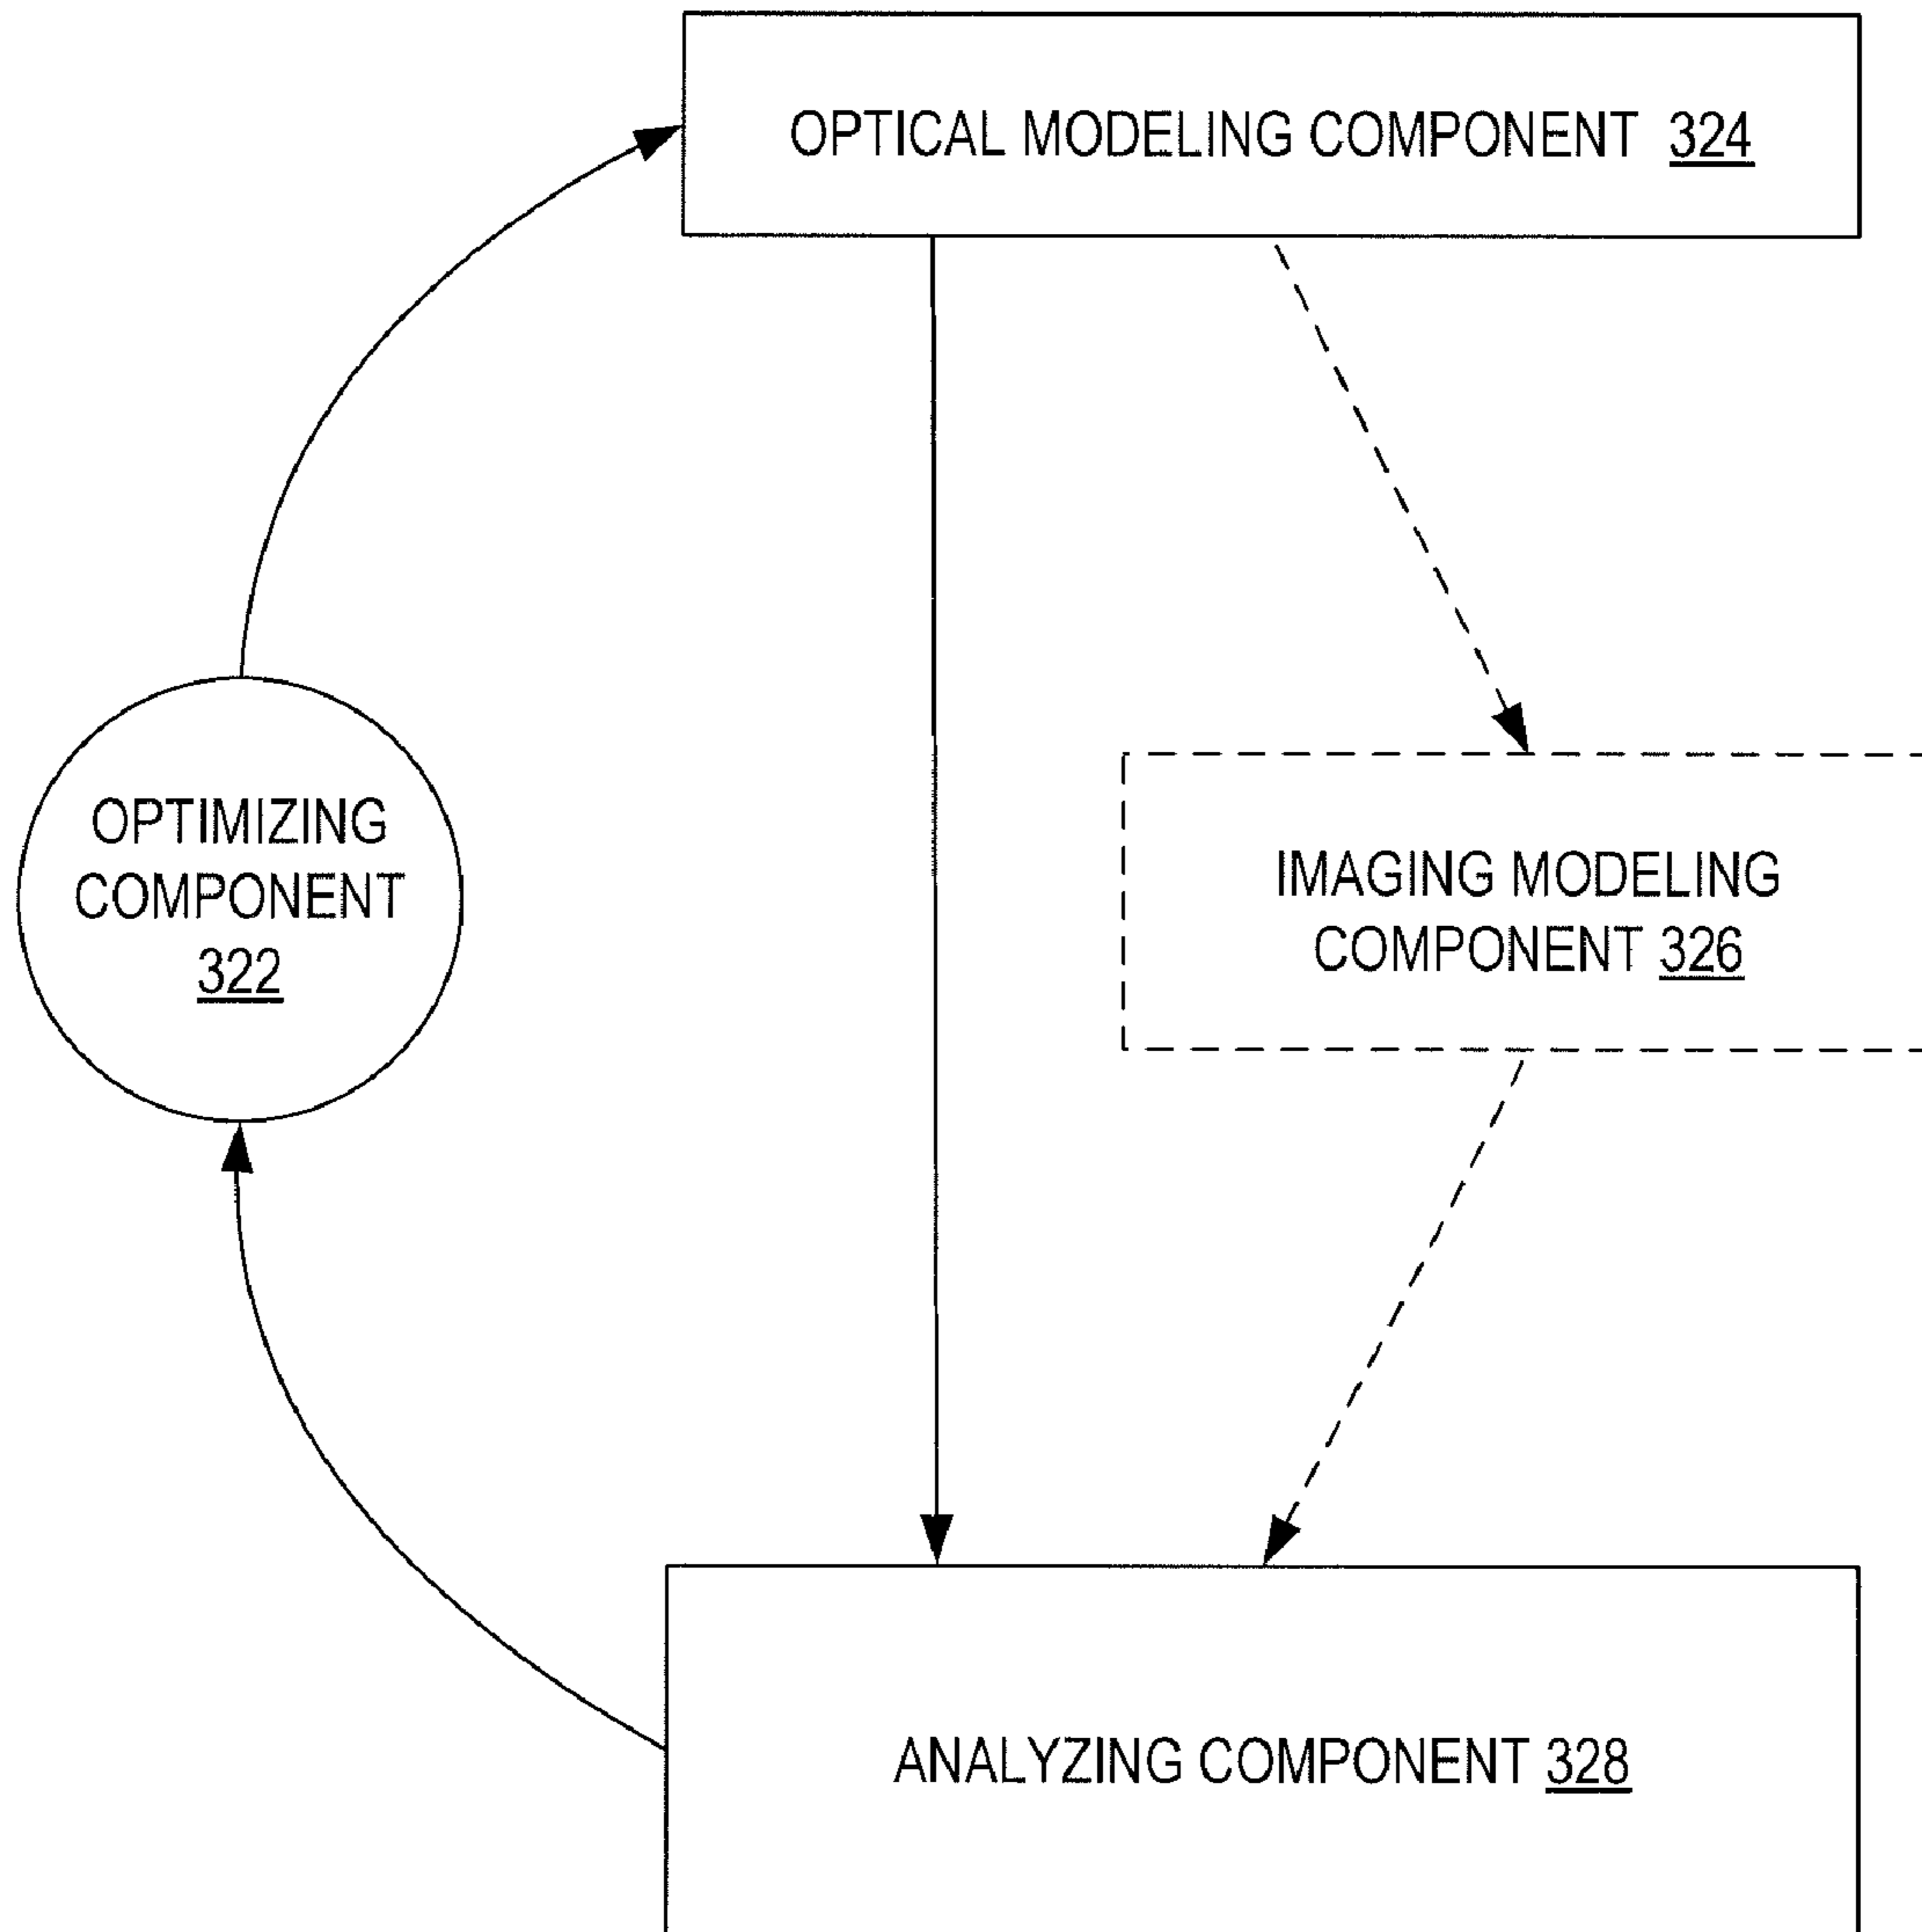 OPTICAL MODELING COMPONENT 324
OPTIMIZING
COMPONENT
322
IMAGING MODELING
COMPONENT 326
ANALYZING COMPONENT 328